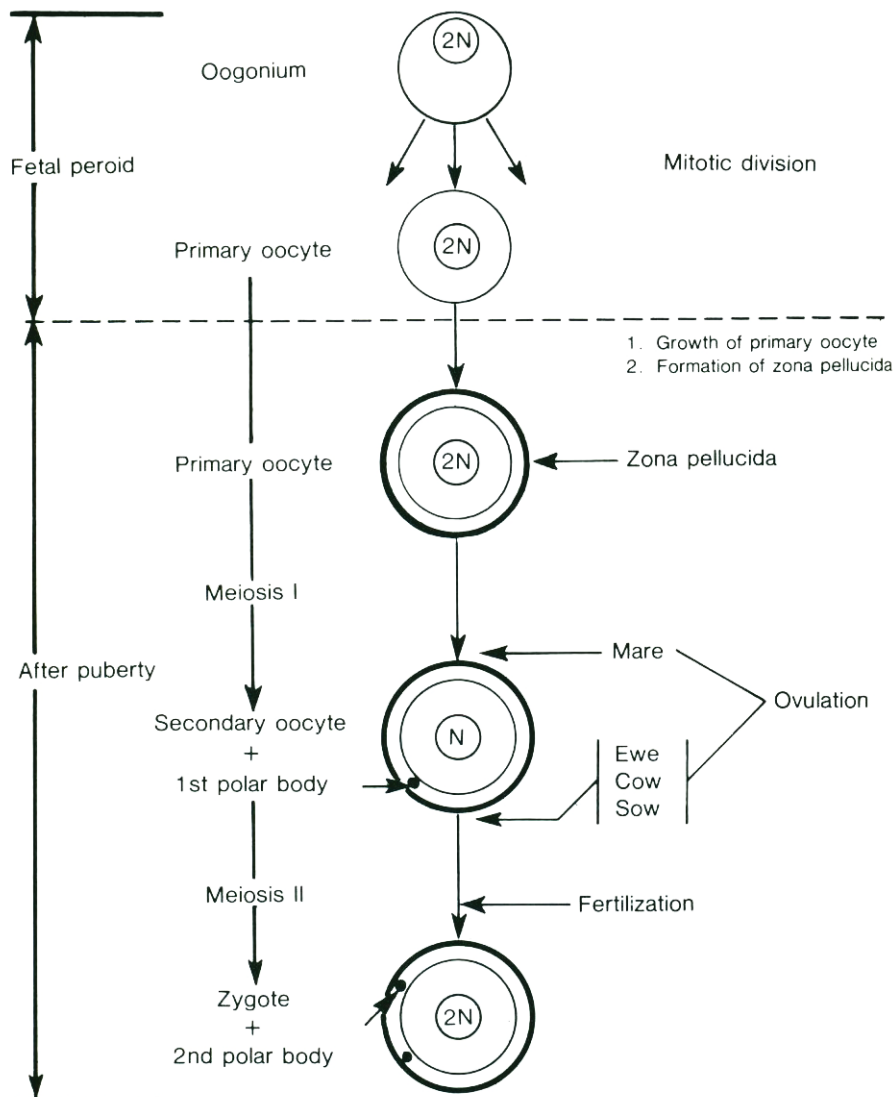 2N
Oogonium
Fetal peroid
Mitotic division
2N
Primary oocyte
1. Growth of primary oocyte
2. Formation of zona pellucida
Primary oocyte
2N
Zona pellucida
Meiosis I
Mare
After puberty
Ovulation
Secondary oocyte
+
1st polar body
N
Ewe
Cow
Sow
Meiosis II
Fertilization
Zygote
+
2nd polar body
2N